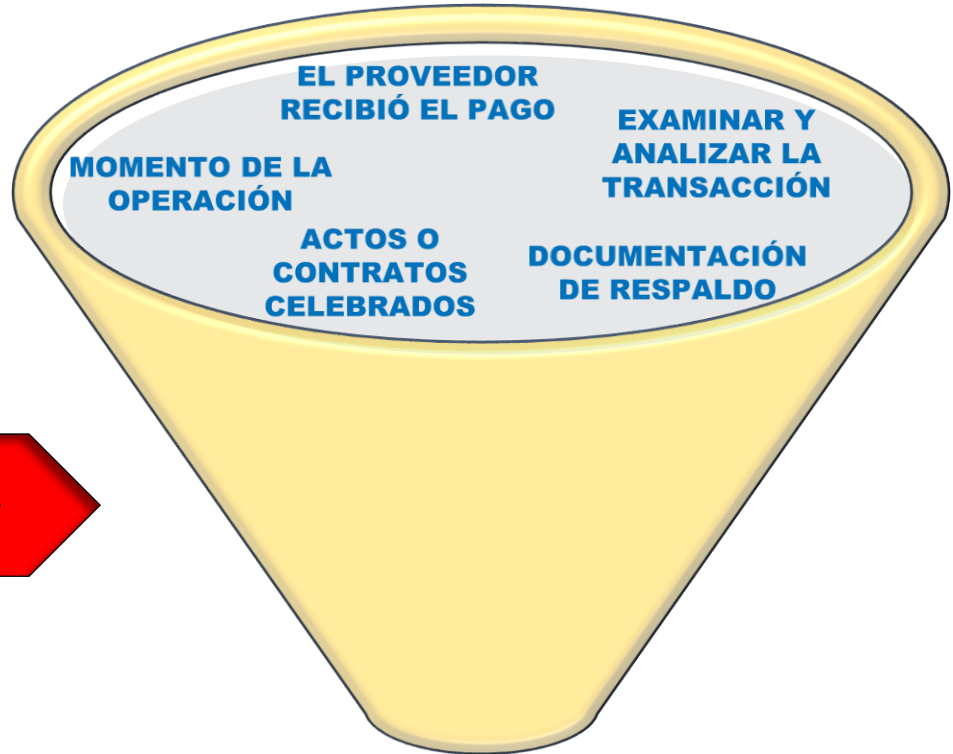 EL PROVEEDOR
RECIBIÓ EL PAGO
EXAMINAR Y
ANALIZAR LA
TRANSACCIÓN
MOMENTO DE LA
OPERACIÓN
ACTOS O
CONTRATOS
CELEBRADOS
DOCUMENTACIÓN
DE RESPALDO